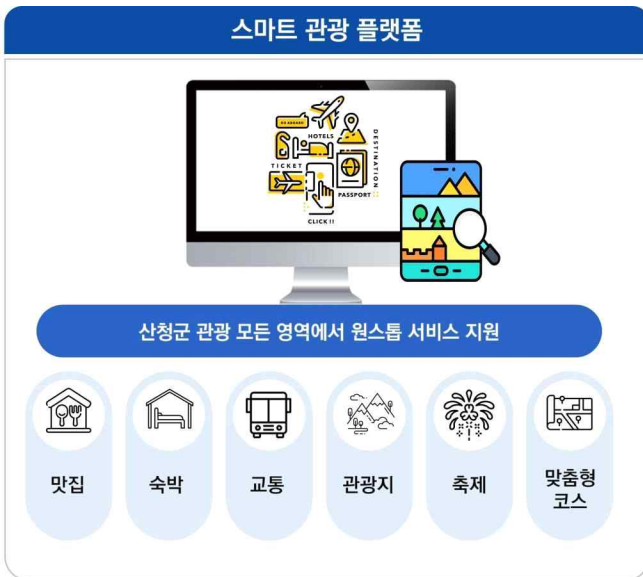 스마트 관광 플랫폼
HOTELS
DESTINATION
TICKET
PASSPORT
CLICK !!
산청군 관광 모든 영역에서 원스톱 서비스 지원
맛집
숙박
교통
관광지
축제
맞춤형
코스